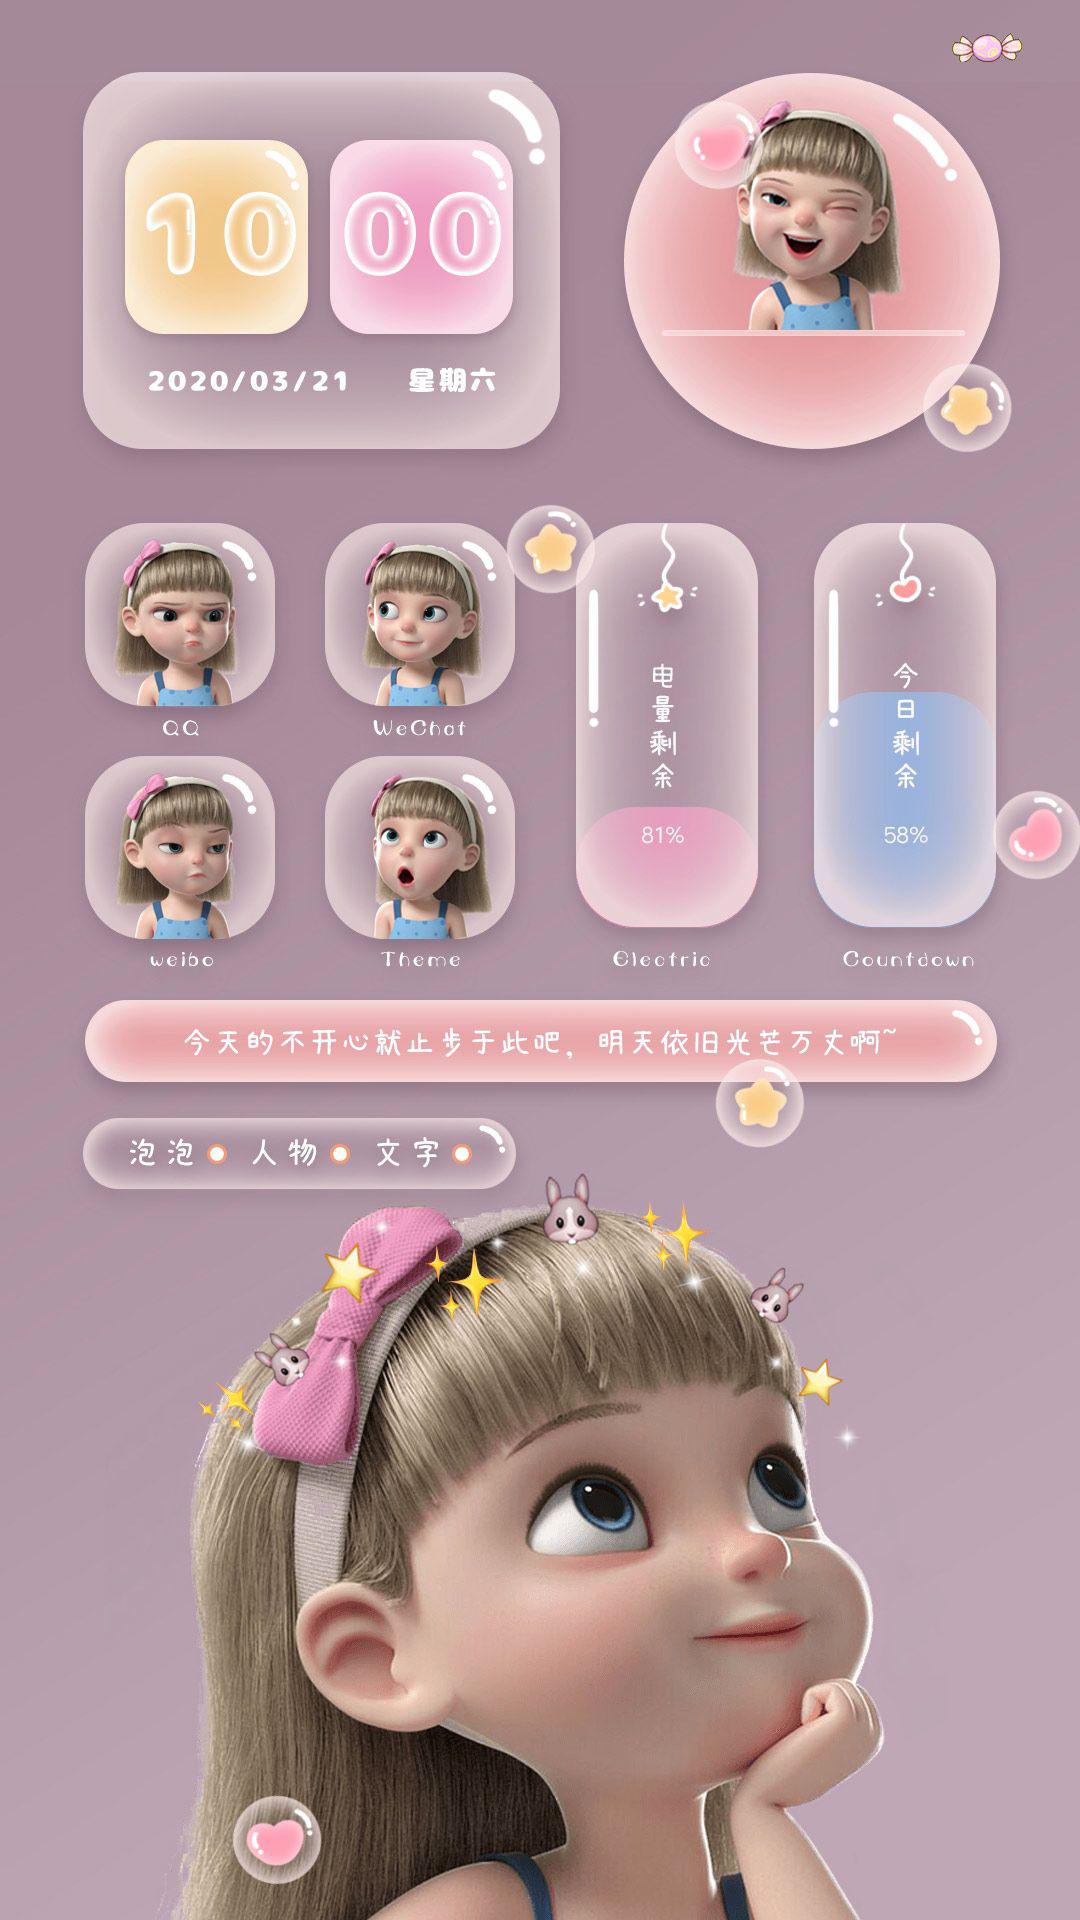 10 00
2020/03/21 星期六
QQ
WeChat
电量剩余
81%
今日剩余
58%
weibo
Theme
Electric
Countdown
今天的不开心就止步于此吧，明天依旧光芒万丈啊~
泡泡 人物 文字